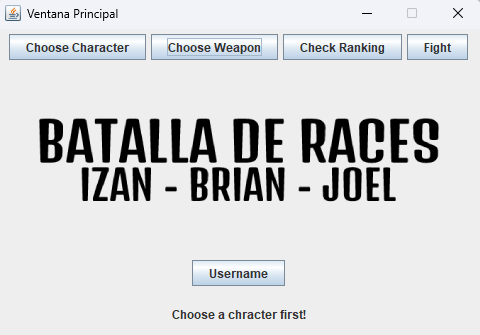 Ventana Principal
Choose Character Choose Weapon Check Ranking Fight
BATALLA DE RACES
IZAN - BRIAN - JOEL
Username
Choose a chracter first!